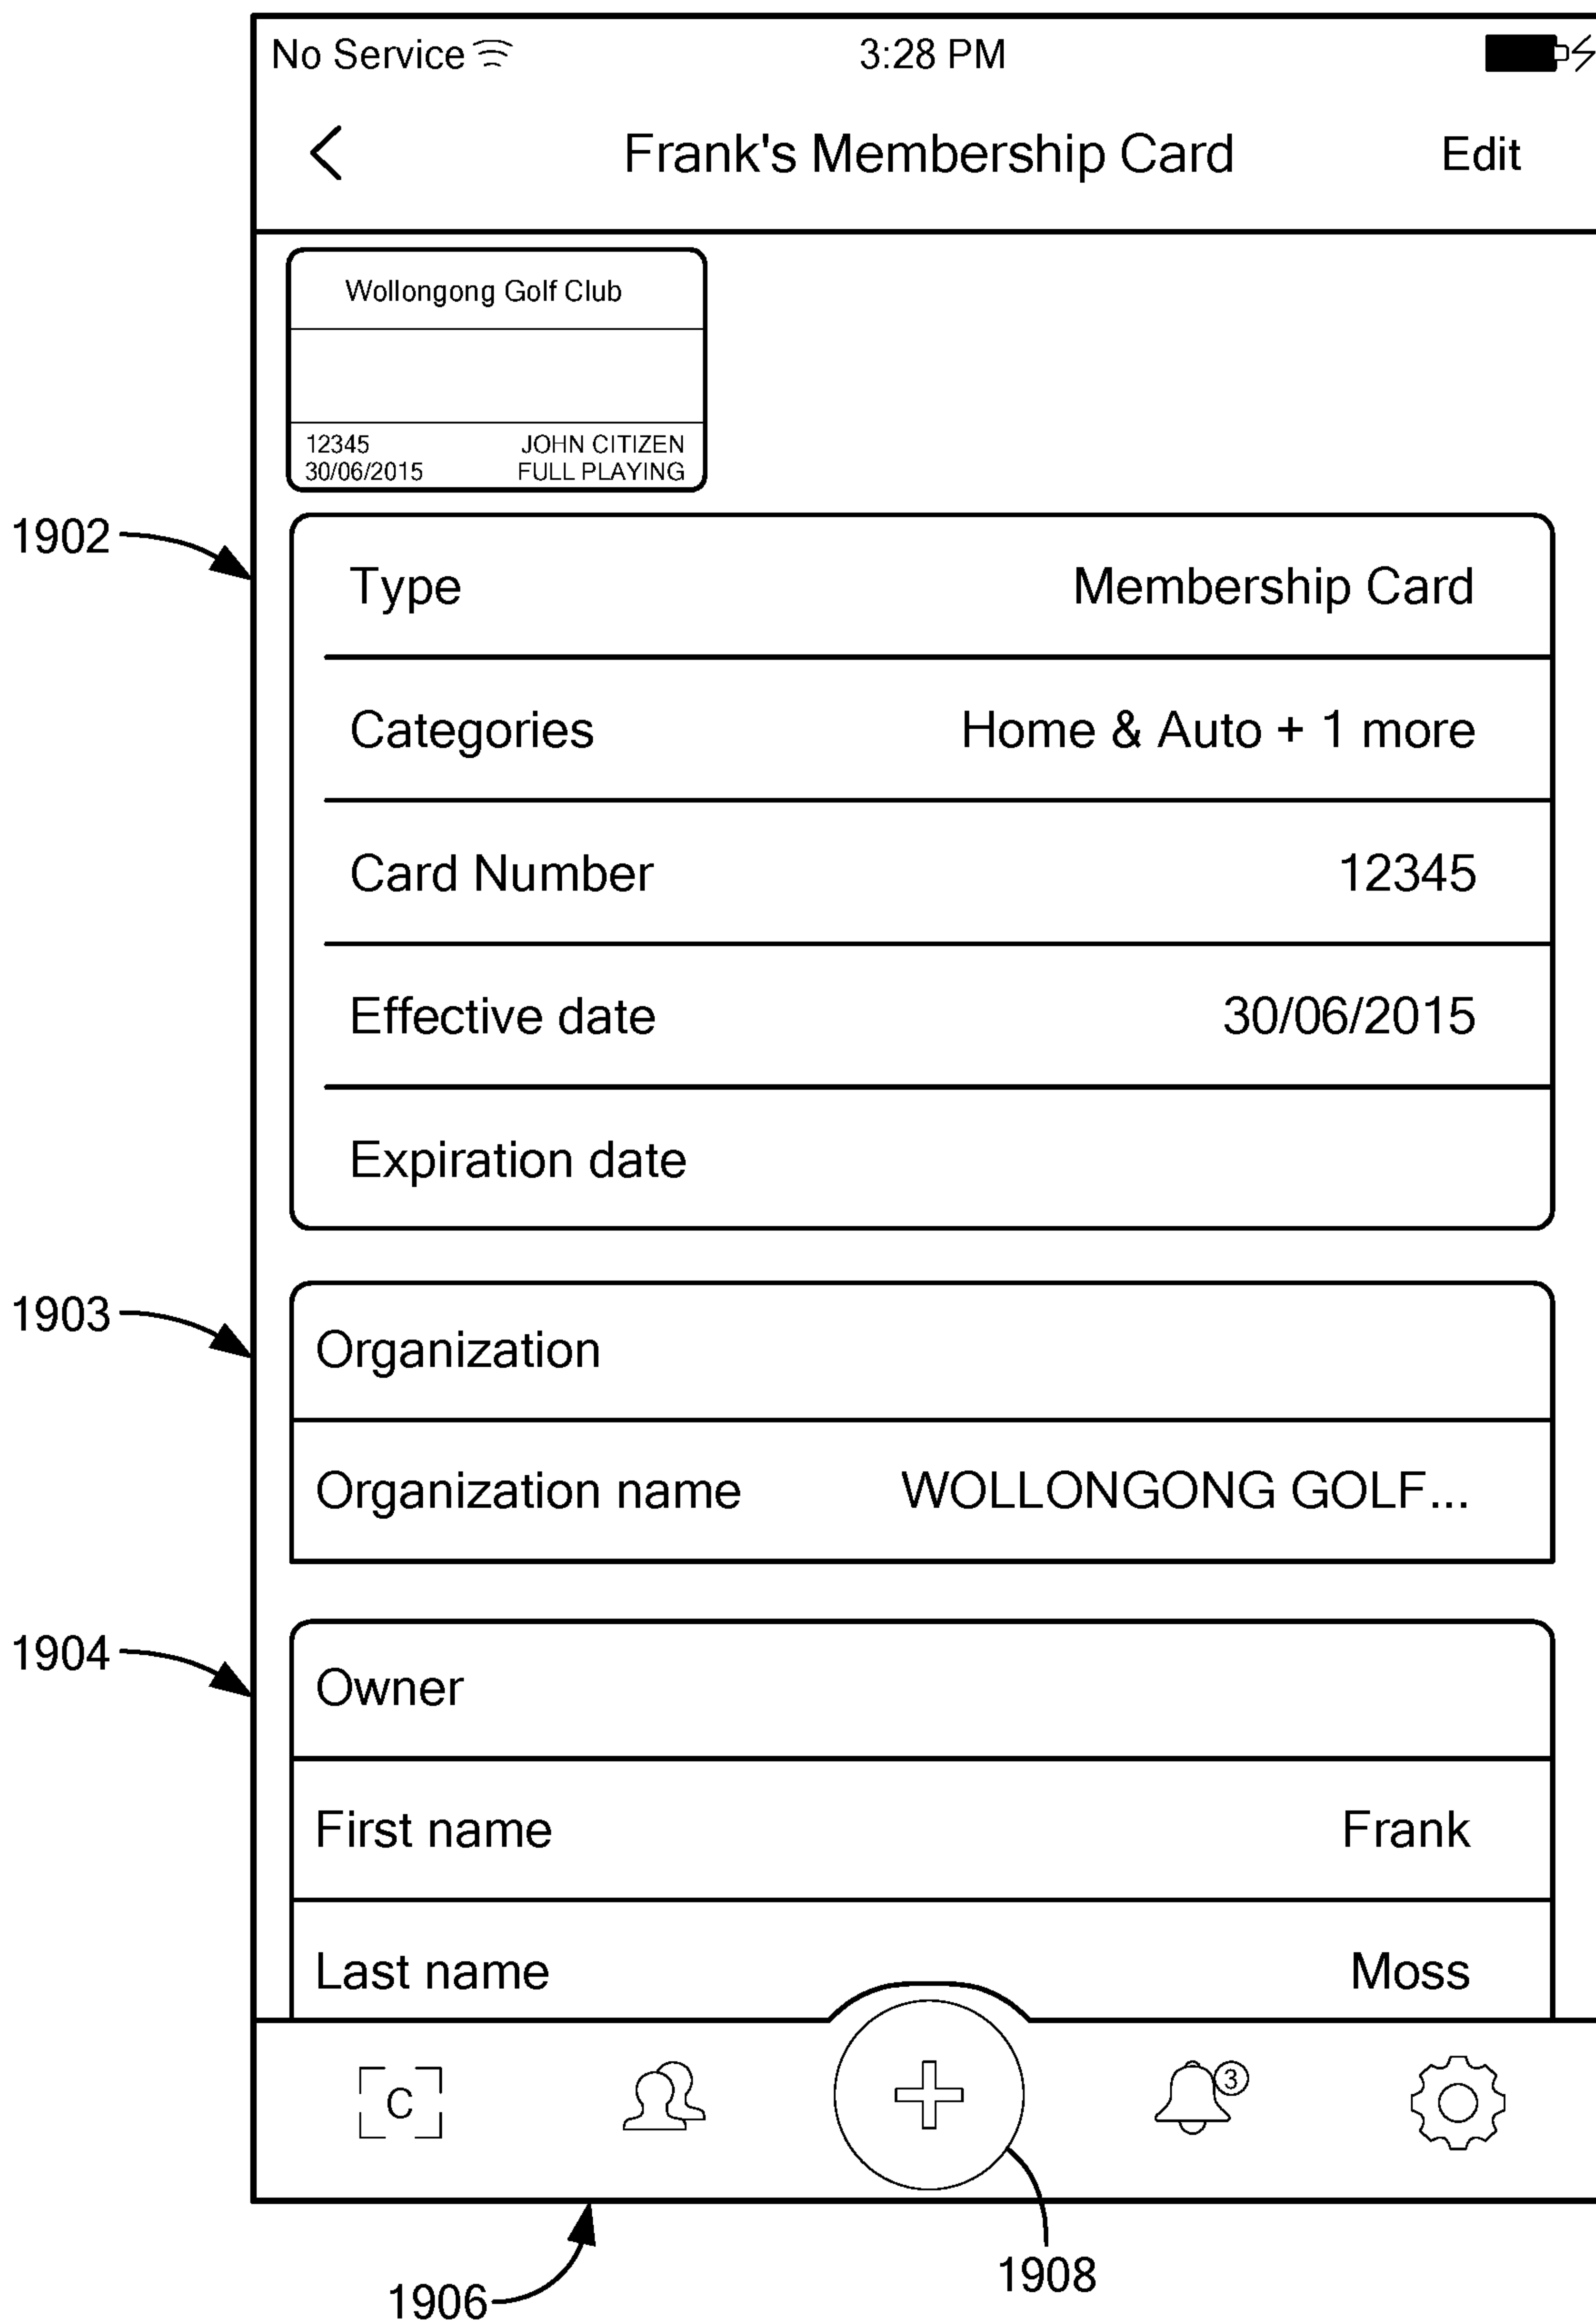 No Service 3:28 PM
Frank's Membership Card Edit
Wollongong Golf Club
12345 JOHN CITIZEN
30/06/2015 FULL PLAYING
1902
Type Membership Card
Categories Home & Auto + 1 more
Card Number 12345
Effective date 30/06/2015
Expiration date
1903
Organization
Organization name WOLLONGONG GOLF...
1904
Owner
First name Frank
Last name Moss
C 3
1906 1908